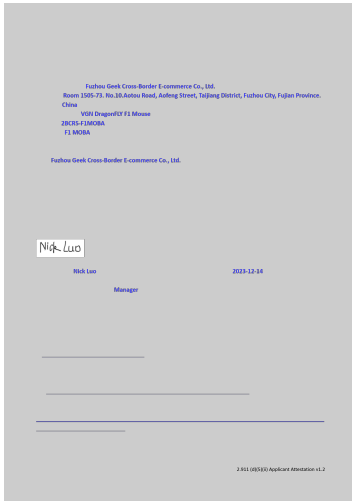 Fuzhou Geek Cross-Border E-commerce Co., Ltd.
Room 1505-73. No.10.Aotou Road, Aofeng Street, Taijiang District, Fuzhou City, Fujian Province.
China
VGN DragonFLY F1 Mouse
2BCR5-F1MOBA
F1 MOBA
Fuzhou Geek Cross-Border E-commerce Co., Ltd.
Nick Luo
Nick Luo 2023-12-14
Manager
2.911 (d)(5)(ii) Applicant Attestation v1.2